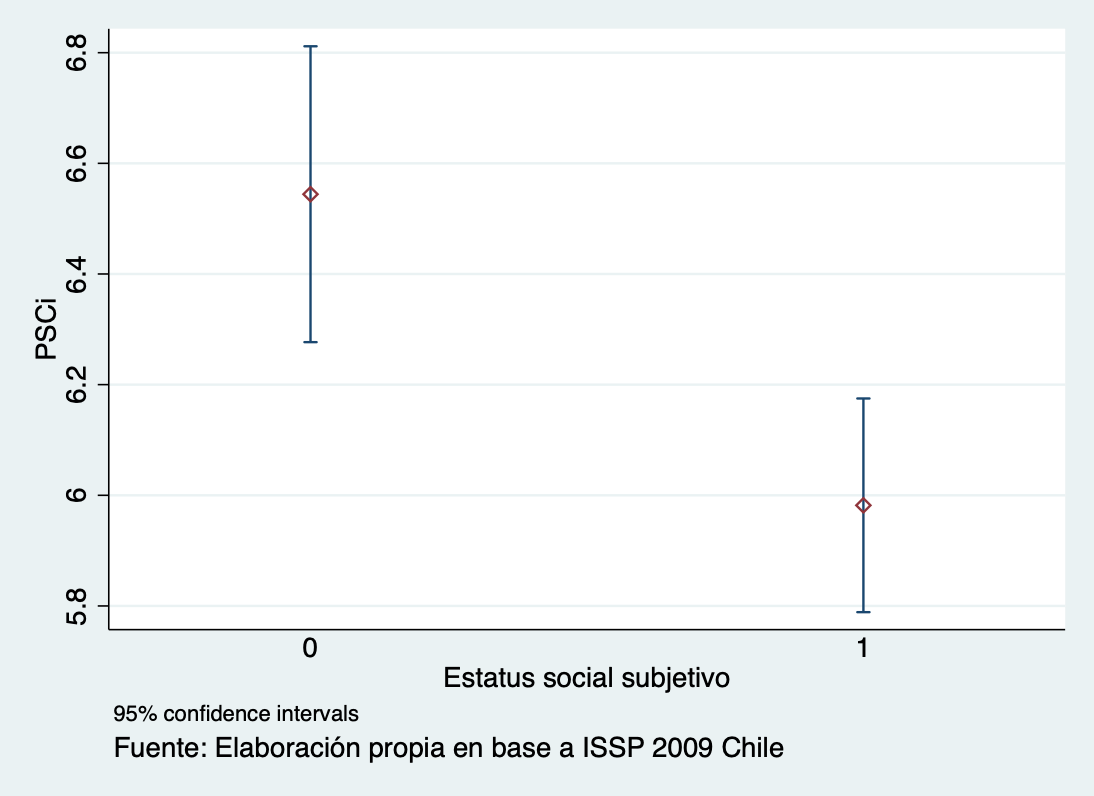 6.8
6.6
6.4
6.2
6
5.8
PSCi
0 1
Estatus social subjetivo
95% confidence intervals
Fuente: Elaboración propia en base a ISSP 2009 Chile